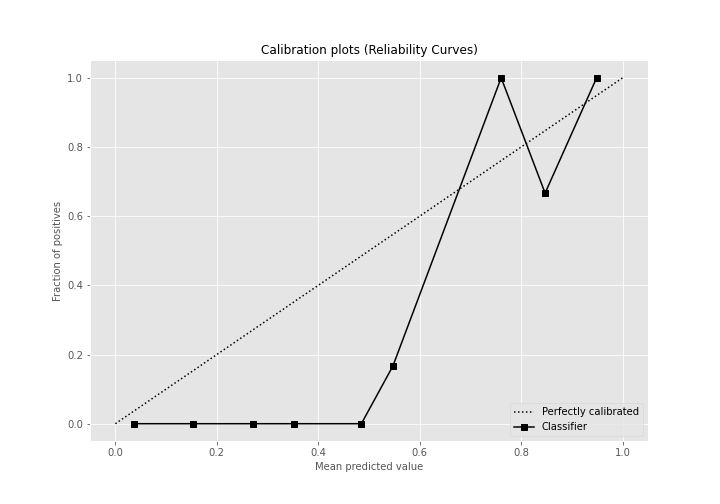 Calibration plots (Reliability Curves)
1.0
0.8
0.6
0.4
0.2
0.0
Fraction of positives
0.0 0.2 0.4 0.6 0.8 1.0
Mean predicted value
Perfectly calibrated
Classifier